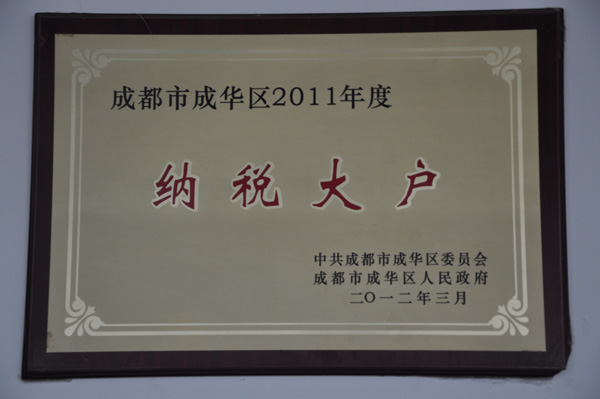 成都市成华区2011年度
纳税大户
中共成都市成华区委员会
成都市成华区人民政府
二〇一二年三月